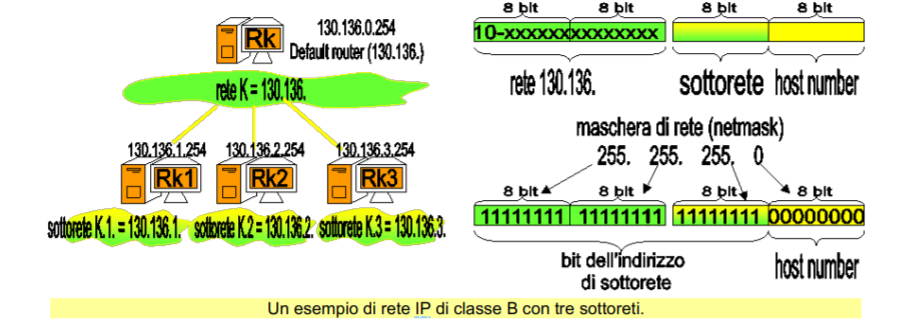 Rk
130.136.0.254
Default router (130.136.)
rete K = 130.136.
130.136.1.254 130.136.2.254 130.136.3.254
Rk1 Rk2 Rk3
sottorete K.1. = 130.136.1. sottorete K.2 = 130.136.2. sottorete K.3 = 130.136.3.
8 bit 8 bit 8 bit 8 bit
10-xxxxxxxxxxxxxx
rete 130.136. sottorete host number
maschera di rete (netmask)
255. 255. 255. 0
8 bit 8 bit 8 bit 8 bit
11111111 11111111 11111111 00000000
bit dell'indirizzo
di sottorete
host number
Un esempio di rete IP di classe B con tre sottoreti.